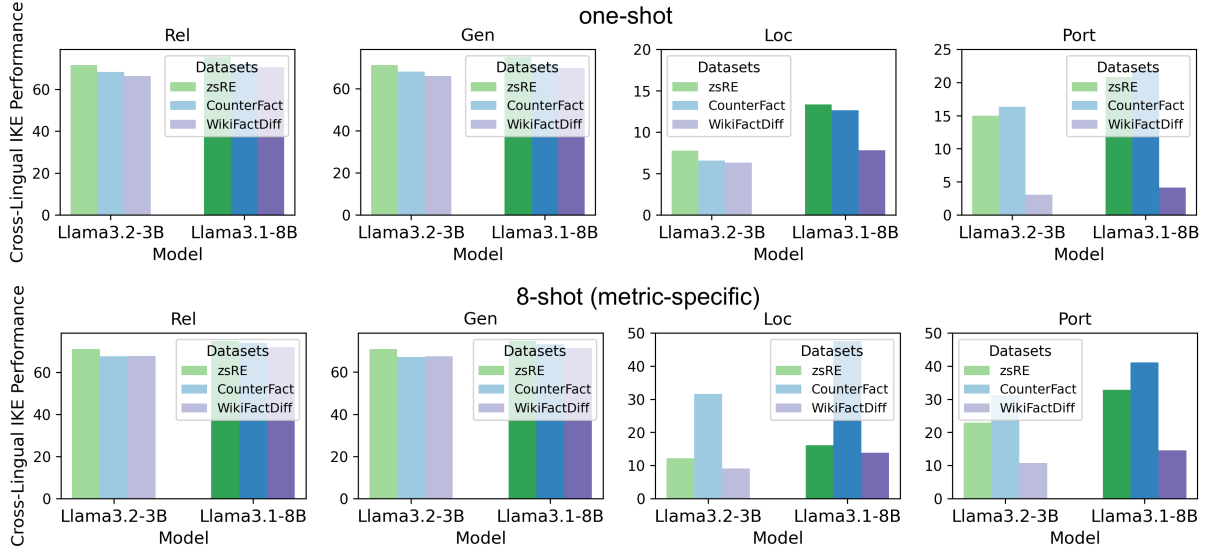 one-shot
Rel
Gen
Loc
Port
Cross-Lingual IKE Performance
0
20
40
60
Datasets
zsRE
CounterFact
WikiFactDiff
Llama3.2-3B
Llama3.1-8B
Model
0
20
40
60
Datasets
zsRE
CounterFact
WikiFactDiff
Llama3.2-3B
Llama3.1-8B
Model
0
5
10
15
20
Datasets
zsRE
CounterFact
WikiFactDiff
Llama3.2-3B
Llama3.1-8B
Model
0
5
10
15
20
25
Datasets
zsRE
CounterFact
WikiFactDiff
Llama3.2-3B
Llama3.1-8B
Model
8-shot (metric-specific)
Rel
Gen
Loc
Port
Cross-Lingual IKE Performance
0
20
40
60
Datasets
zsRE
CounterFact
WikiFactDiff
Llama3.2-3B
Llama3.1-8B
Model
0
20
40
60
Datasets
zsRE
CounterFact
WikiFactDiff
Llama3.2-3B
Llama3.1-8B
Model
0
10
20
30
40
50
Datasets
zsRE
CounterFact
WikiFactDiff
Llama3.2-3B
Llama3.1-8B
Model
0
10
20
30
40
50
Datasets
zsRE
CounterFact
WikiFactDiff
Llama3.2-3B
Llama3.1-8B
Model